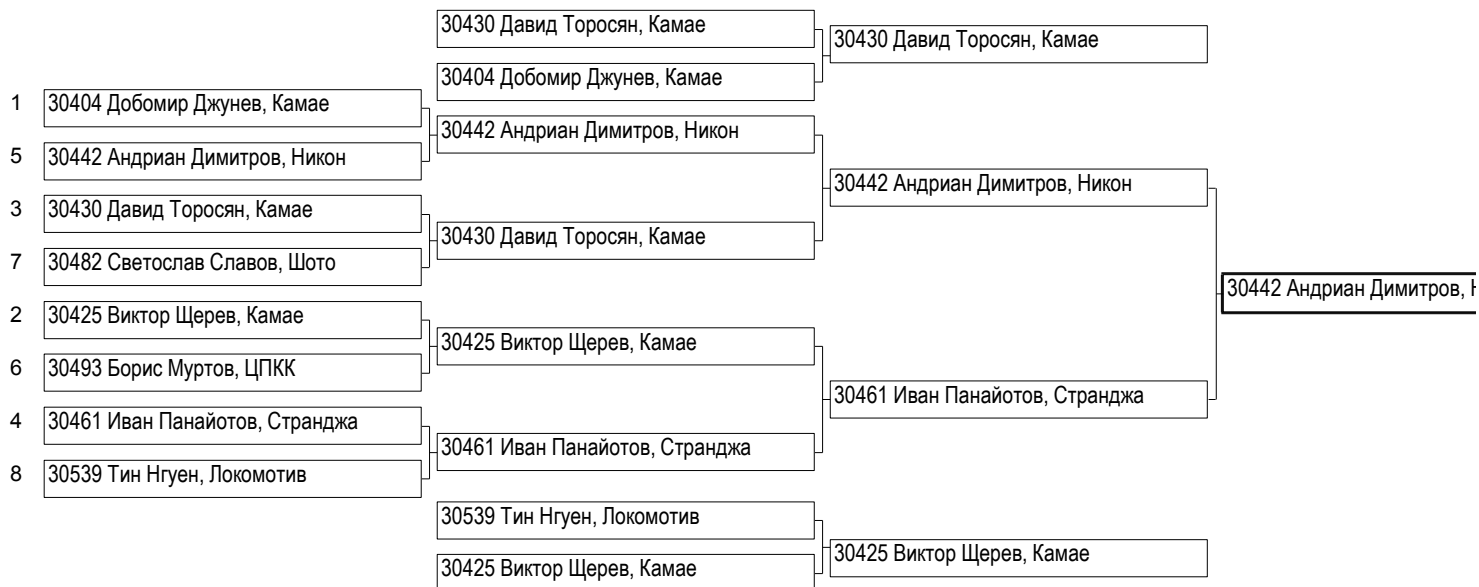 30430 Давид Торосян, Камае
30430 Давид Торосян, Камае
30404 Добомир Джунев, Камае
1 30404 Добомир Джунев, Камае
30442 Андриан Димитров, Никон
5 30442 Андриан Димитров, Никон
30442 Андриан Димитров, Никон
3 30430 Давид Торосян, Камае
30430 Давид Торосян, Камае
7 30482 Светослав Славов, Шото
30442 Андриан Димитров, Н
2 30425 Виктор Щерев, Камае
30425 Виктор Щерев, Камае
6 30493 Борис Муртов, ЦПКК
30461 Иван Панайотов, Странджа
4 30461 Иван Панайотов, Странджа
30461 Иван Панайотов, Странджа
8 30539 Тин Нгуен, Локомотив
30539 Тин Нгуен, Локомотив
30425 Виктор Щерев, Камае
30425 Виктор Щерев, Камае